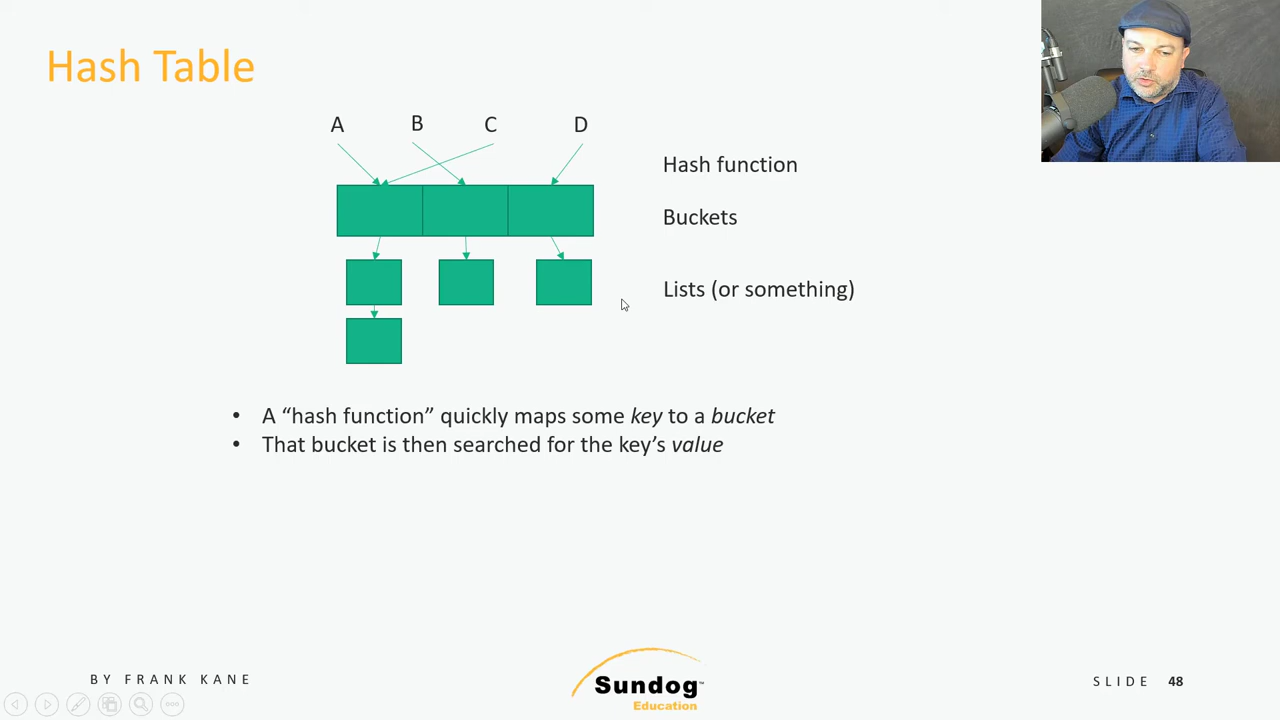 Hash Table
A B C D
Hash function
Buckets
Lists (or something)
• A “hash function” quickly maps some key to a bucket
• That bucket is then searched for the key’s value
BY FRANK KANE
Sundog™
Education
SLIDE 48